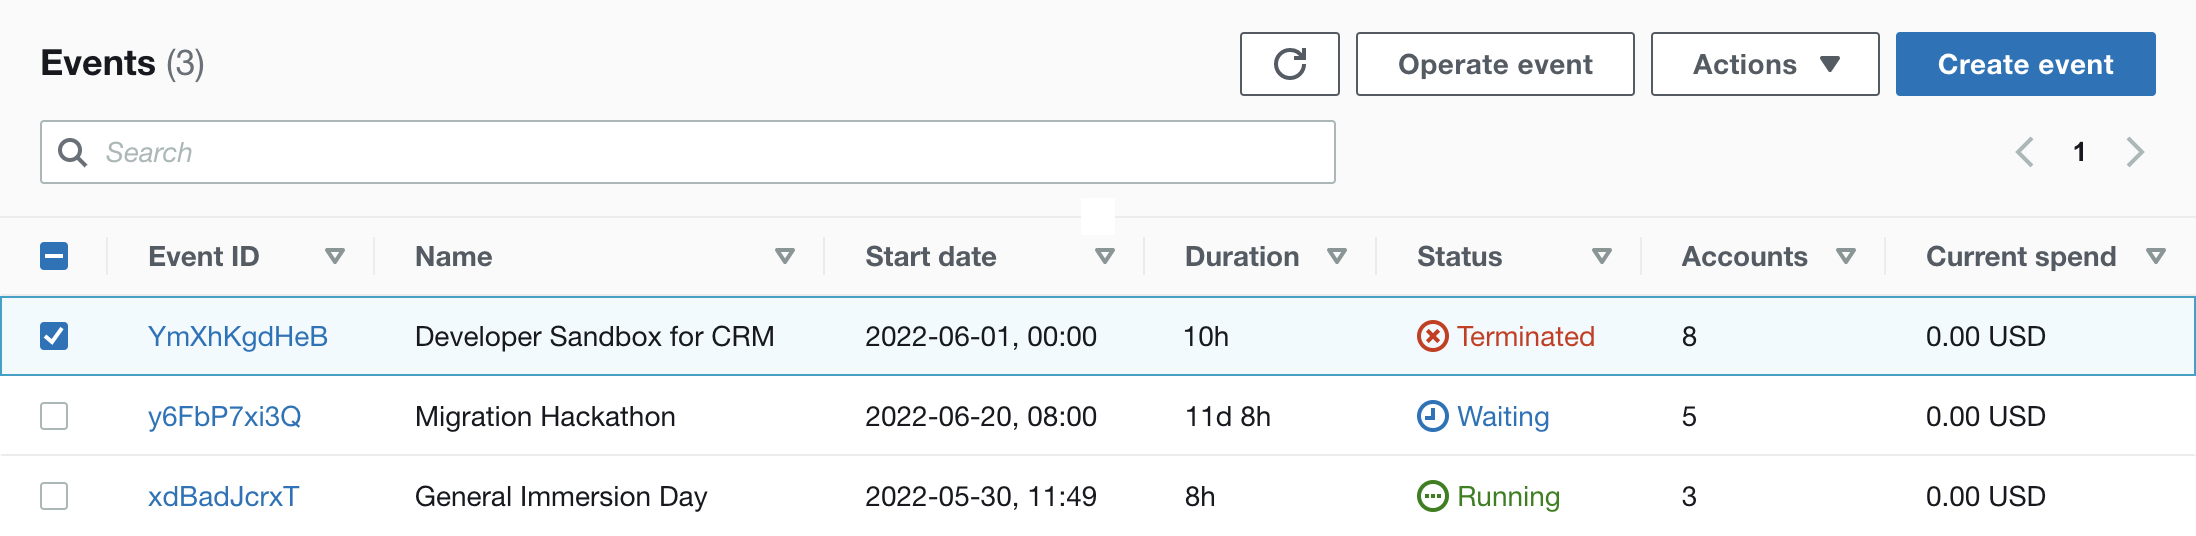 Events (3)
Operate event
Actions
Create event
Search
1
Event ID Name Start date Duration Status Accounts Current spend
YmXhKgdHeB Developer Sandbox for CRM 2022-06-01, 00:00 10h Terminated 8 0.00 USD
y6FbP7xi3Q Migration Hackathon 2022-06-20, 08:00 11d 8h Waiting 5 0.00 USD
xdBadJcrxT General Immersion Day 2022-05-30, 11:49 8h Running 3 0.00 USD